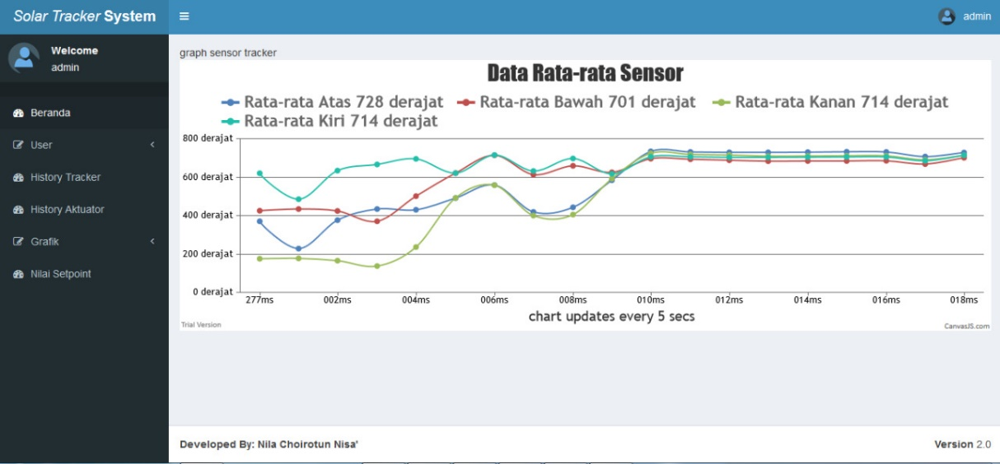 Solar Tracker System
admin
Welcome
admin
Beranda
User
History Tracker
History Aktuator
Grafik
Nilai Setpoint
graph sensor tracker
Data Rata-rata Sensor
Rata-rata Atas 728 derajat Rata-rata Bawah 701 derajat Rata-rata Kanan 714 derajat
Rata-rata Kiri 714 derajat
800 derajat
600 derajat
400 derajat
200 derajat
0 derajat
277ms 002ms 004ms 006ms 008ms 010ms 012ms 014ms 016ms 018ms
chart updates every 5 secs
Trial Version
CanvasJS.com
Developed By: Nila Choirotun Nisa'
Version 2.0